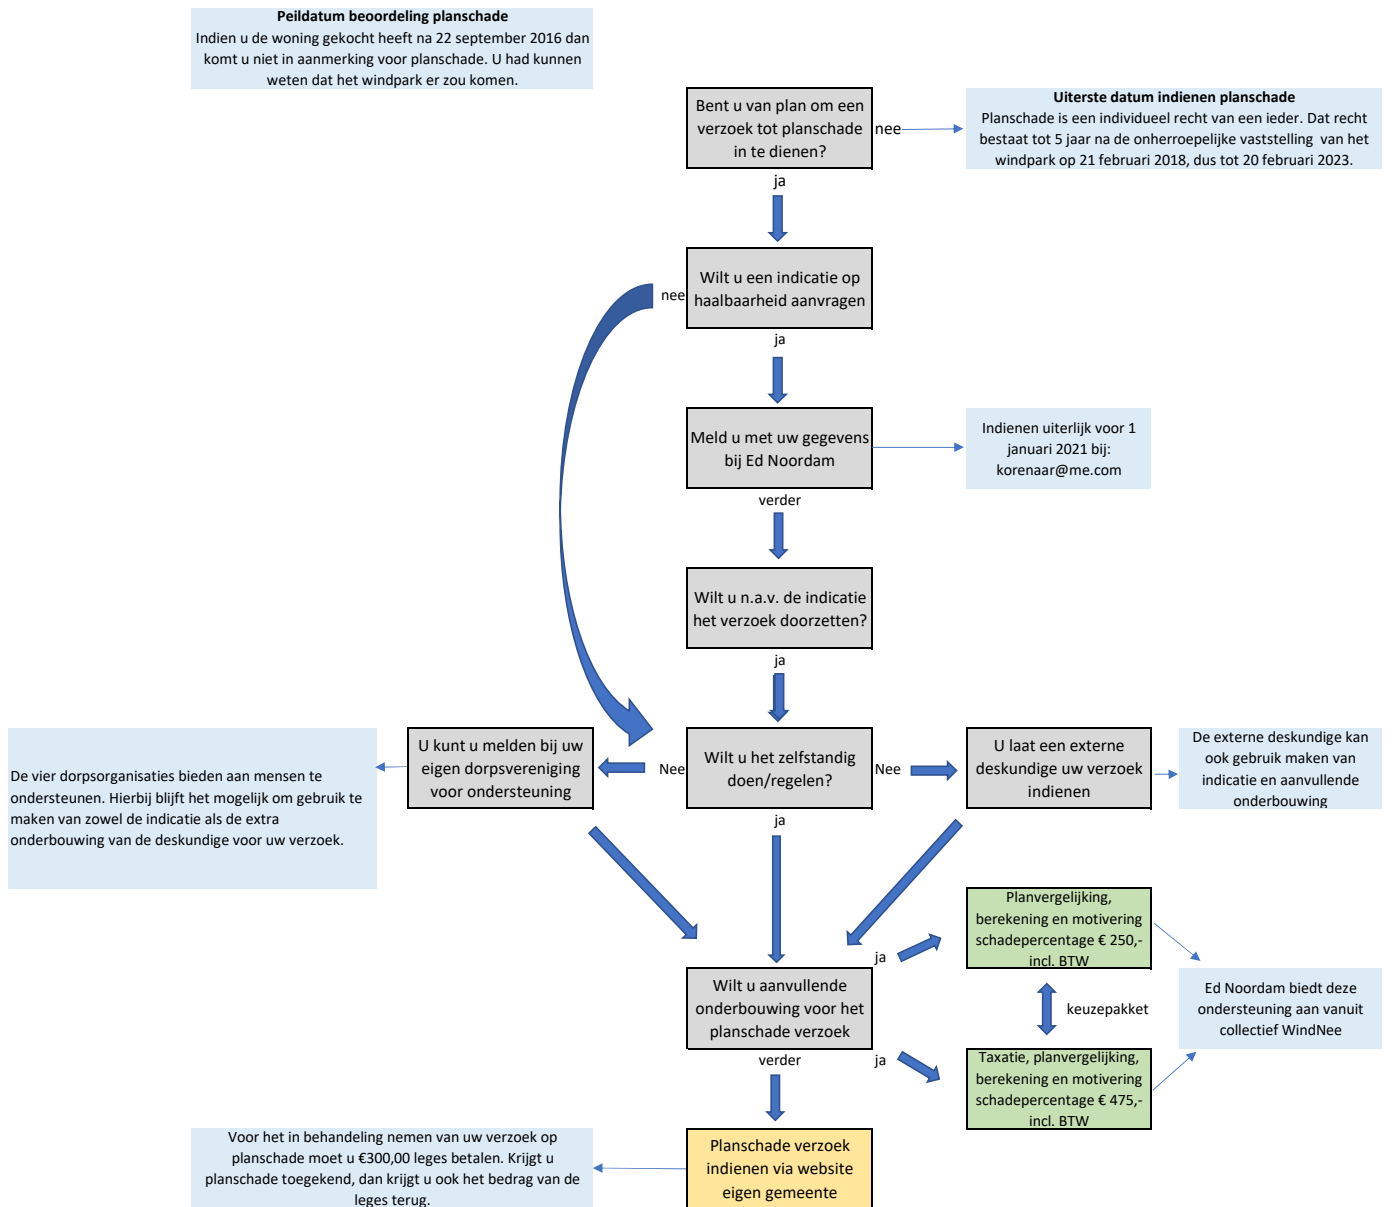 Peildatum beoordeling planschade
Indien u de woning gekocht heeft na 22 september 2016 dan
komt u niet in aanmerking voor planschade. U had kunnen
weten dat het windpark er zou komen.
Bent u van plan om een
verzoek tot planschade
in te dienen?
nee
Uiterste datum indienen planschade
Planschade is een individueel recht van een ieder. Dat recht
bestaat tot 5 jaar na de onherroepelijke vaststelling van het
windpark op 21 februari 2018, dus tot 20 februari 2023.
ja
Wilt u een indicatie op
haalbaarheid aanvragen
nee
ja
Meld u met uw gegevens
bij Ed Noordam
Indienen uiterlijk voor 1
januari 2021 bij:
korenaar@me.com
verder
Wilt u n.a.v. de indicatie
het verzoek doorzetten?
ja
De vier dorpsorganisaties bieden aan mensen te
ondersteunen. Hierbij blijft het mogelijk om gebruik te
maken van zowel de indicatie als de extra
onderbouwing van de deskundige voor uw verzoek.
U kunt u melden bij uw
eigen dorpsvereniging
voor ondersteuning
Nee
Wilt u het zelfstandig
doen/regelen?
Nee
U laat een externe
deskundige uw verzoek
indienen
De externe deskundige kan
ook gebruik maken van
indicatie en aanvullende
onderbouwing
ja
Planvergelijking,
berekening en motivering
schadepercentage € 250,-
incl. BTW
ja
Wilt u aanvullende
onderbouwing voor het
planschade verzoek
keuzepakket
Ed Noordam biedt deze
ondersteuning aan vanuit
collectief WindNee
verder
ja
Taxatie, planvergelijking,
berekening en motivering
schadepercentage € 475,-
incl. BTW
Voor het in behandeling nemen van uw verzoek op
planschade moet u €300,00 leges betalen. Krijgt u
planschade toegekend, dan krijgt u ook het bedrag van de
leges terug.
Planschade verzoek
indienen via website
eigen gemeente